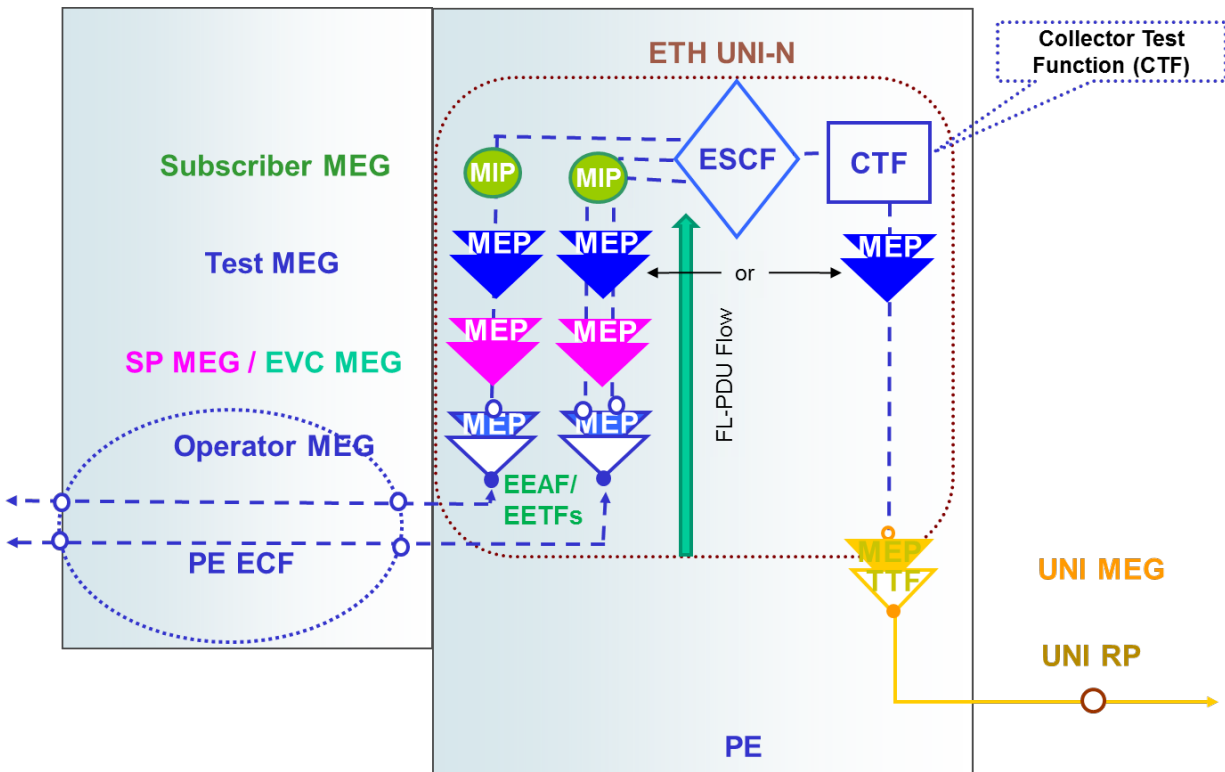 Collector Test
Function (CTF)
ETH UNI-N
Subscriber MEG
MIP
MIP
ESCF
CTF
Test MEG
MEP
MEP
MEP
or
SP MEG / EVC MEG
MEP
MEP
FL-PDU Flow
Operator MEG
MEP
MEP
EEAF/
EETFs
PE ECF
MEP
TTF
UNI MEG
UNI RP
PE